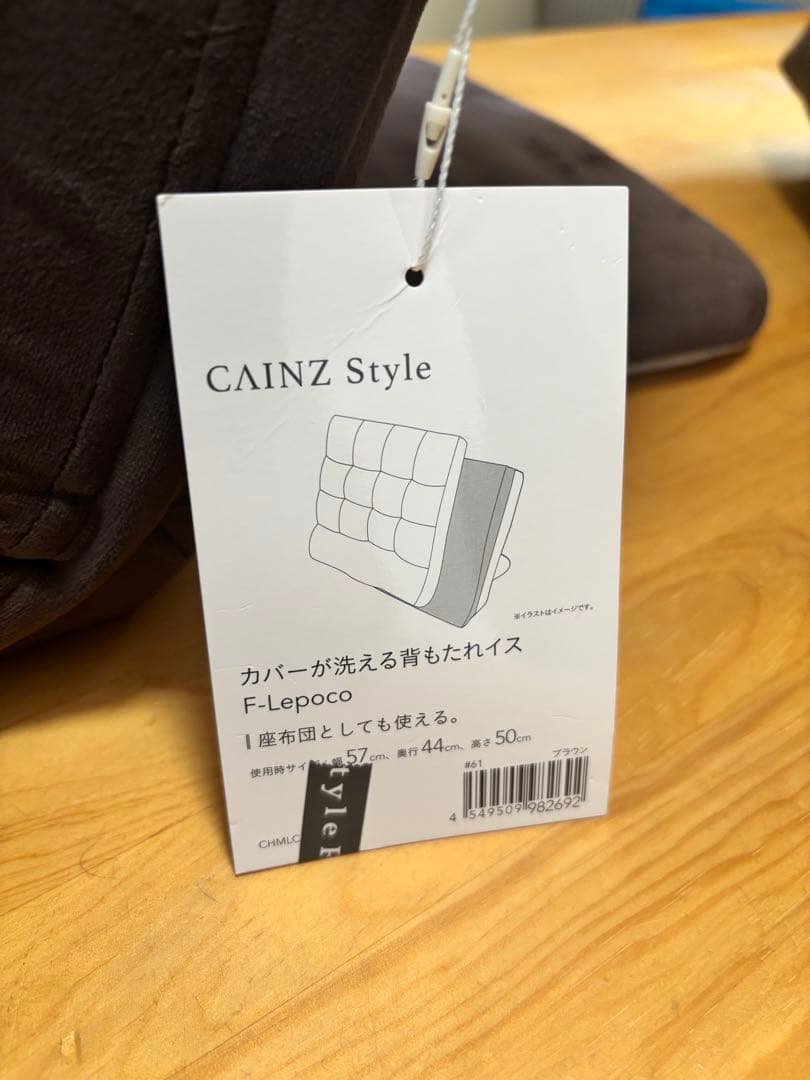 CAINZ Style
※イラストはイメージです。
カバーが洗える背もたれイス
F-Lepoco
座布団としても使える。
使用時サイ 幅57cm、奥行44cm、高さ50cm
#61 ブラウン
4 549509 982692
CHMLC
tyleF